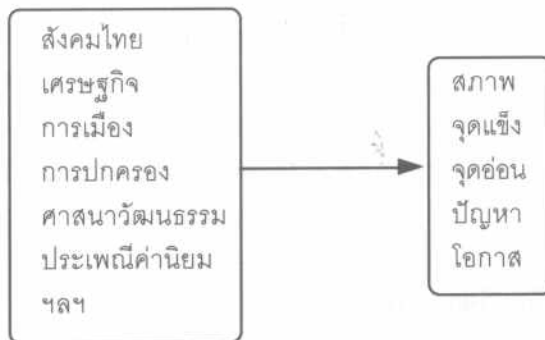 สังคมไทย
เศรษฐกิจ
การเมือง
การปกครอง
ศาสนาวัฒนธรรม
ประเพณีค่านิยม
ฯลฯ
สภาพ
จุดแข็ง
จุดอ่อน
ปัญหา
โอกาส